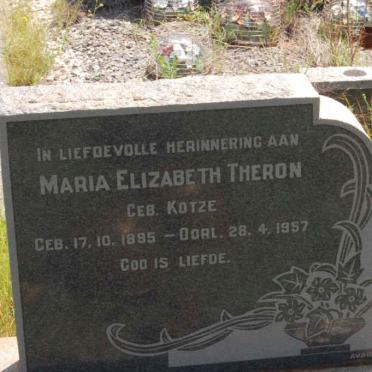 IN LIEFDEVOLLE HERINNERING AAN
MARIA ELIZABETH THERON
GEB. KOTZE
GEB. 17. 10. 1895 – OORL. 28. 4. 1957
GOD IS LIEFDE.